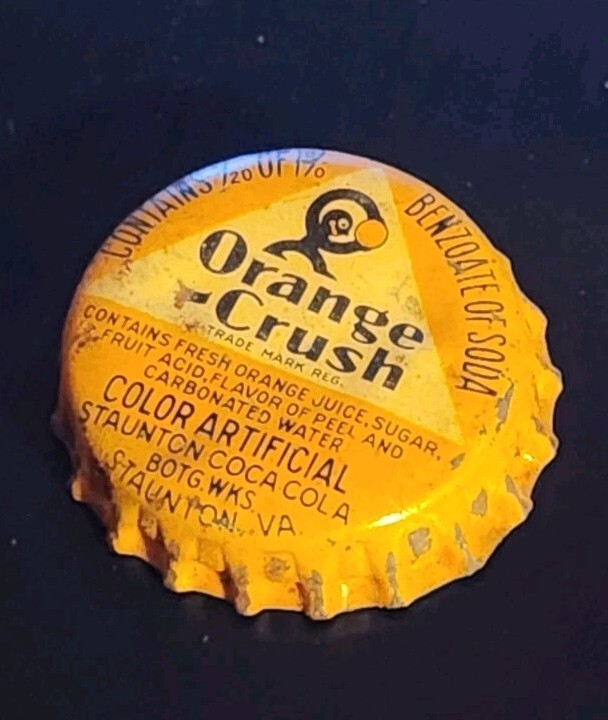 CONTAINS 1/20 OF 1%
BENZOATE OF SODA
Orange
-Crush
TRADE MARK REG.
CONTAINS FRESH ORANGE JUICE, SUGAR,
FRUIT ACID, FLAVOR OF PEEL AND
CARBONATED WATER
COLOR ARTIFICIAL
STAUNTON COCA COLA
BOTG. WKS.
STAUNTON, VA.